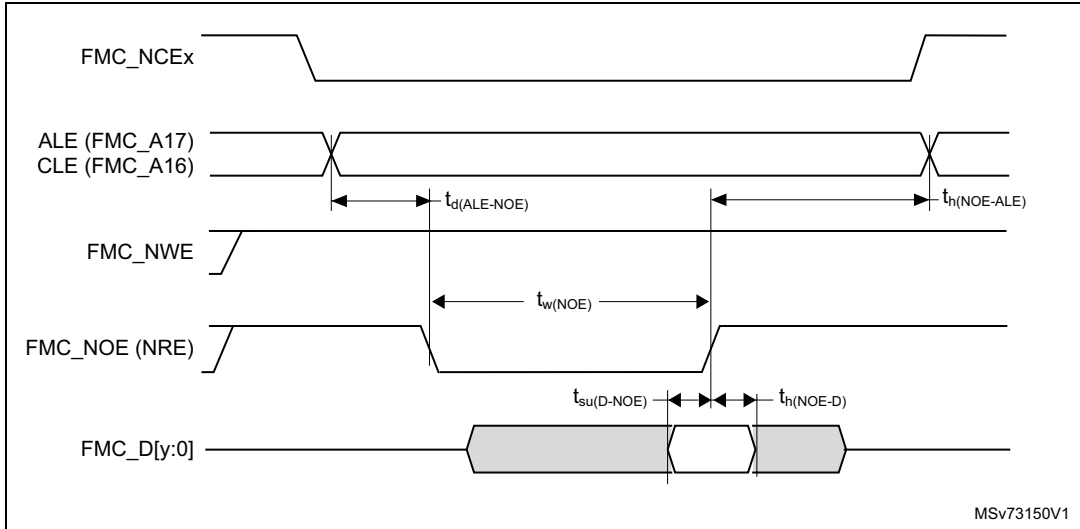 FMC_NCEx
ALE (FMC_A17)
CLE (FMC_A16)
td(ALE-NOE)
th(NOE-ALE)
FMC_NWE
tw(NOE)
FMC_NOE (NRE)
tsu(D-NOE)
th(NOE-D)
FMC_D[y:0]
MSv73150V1